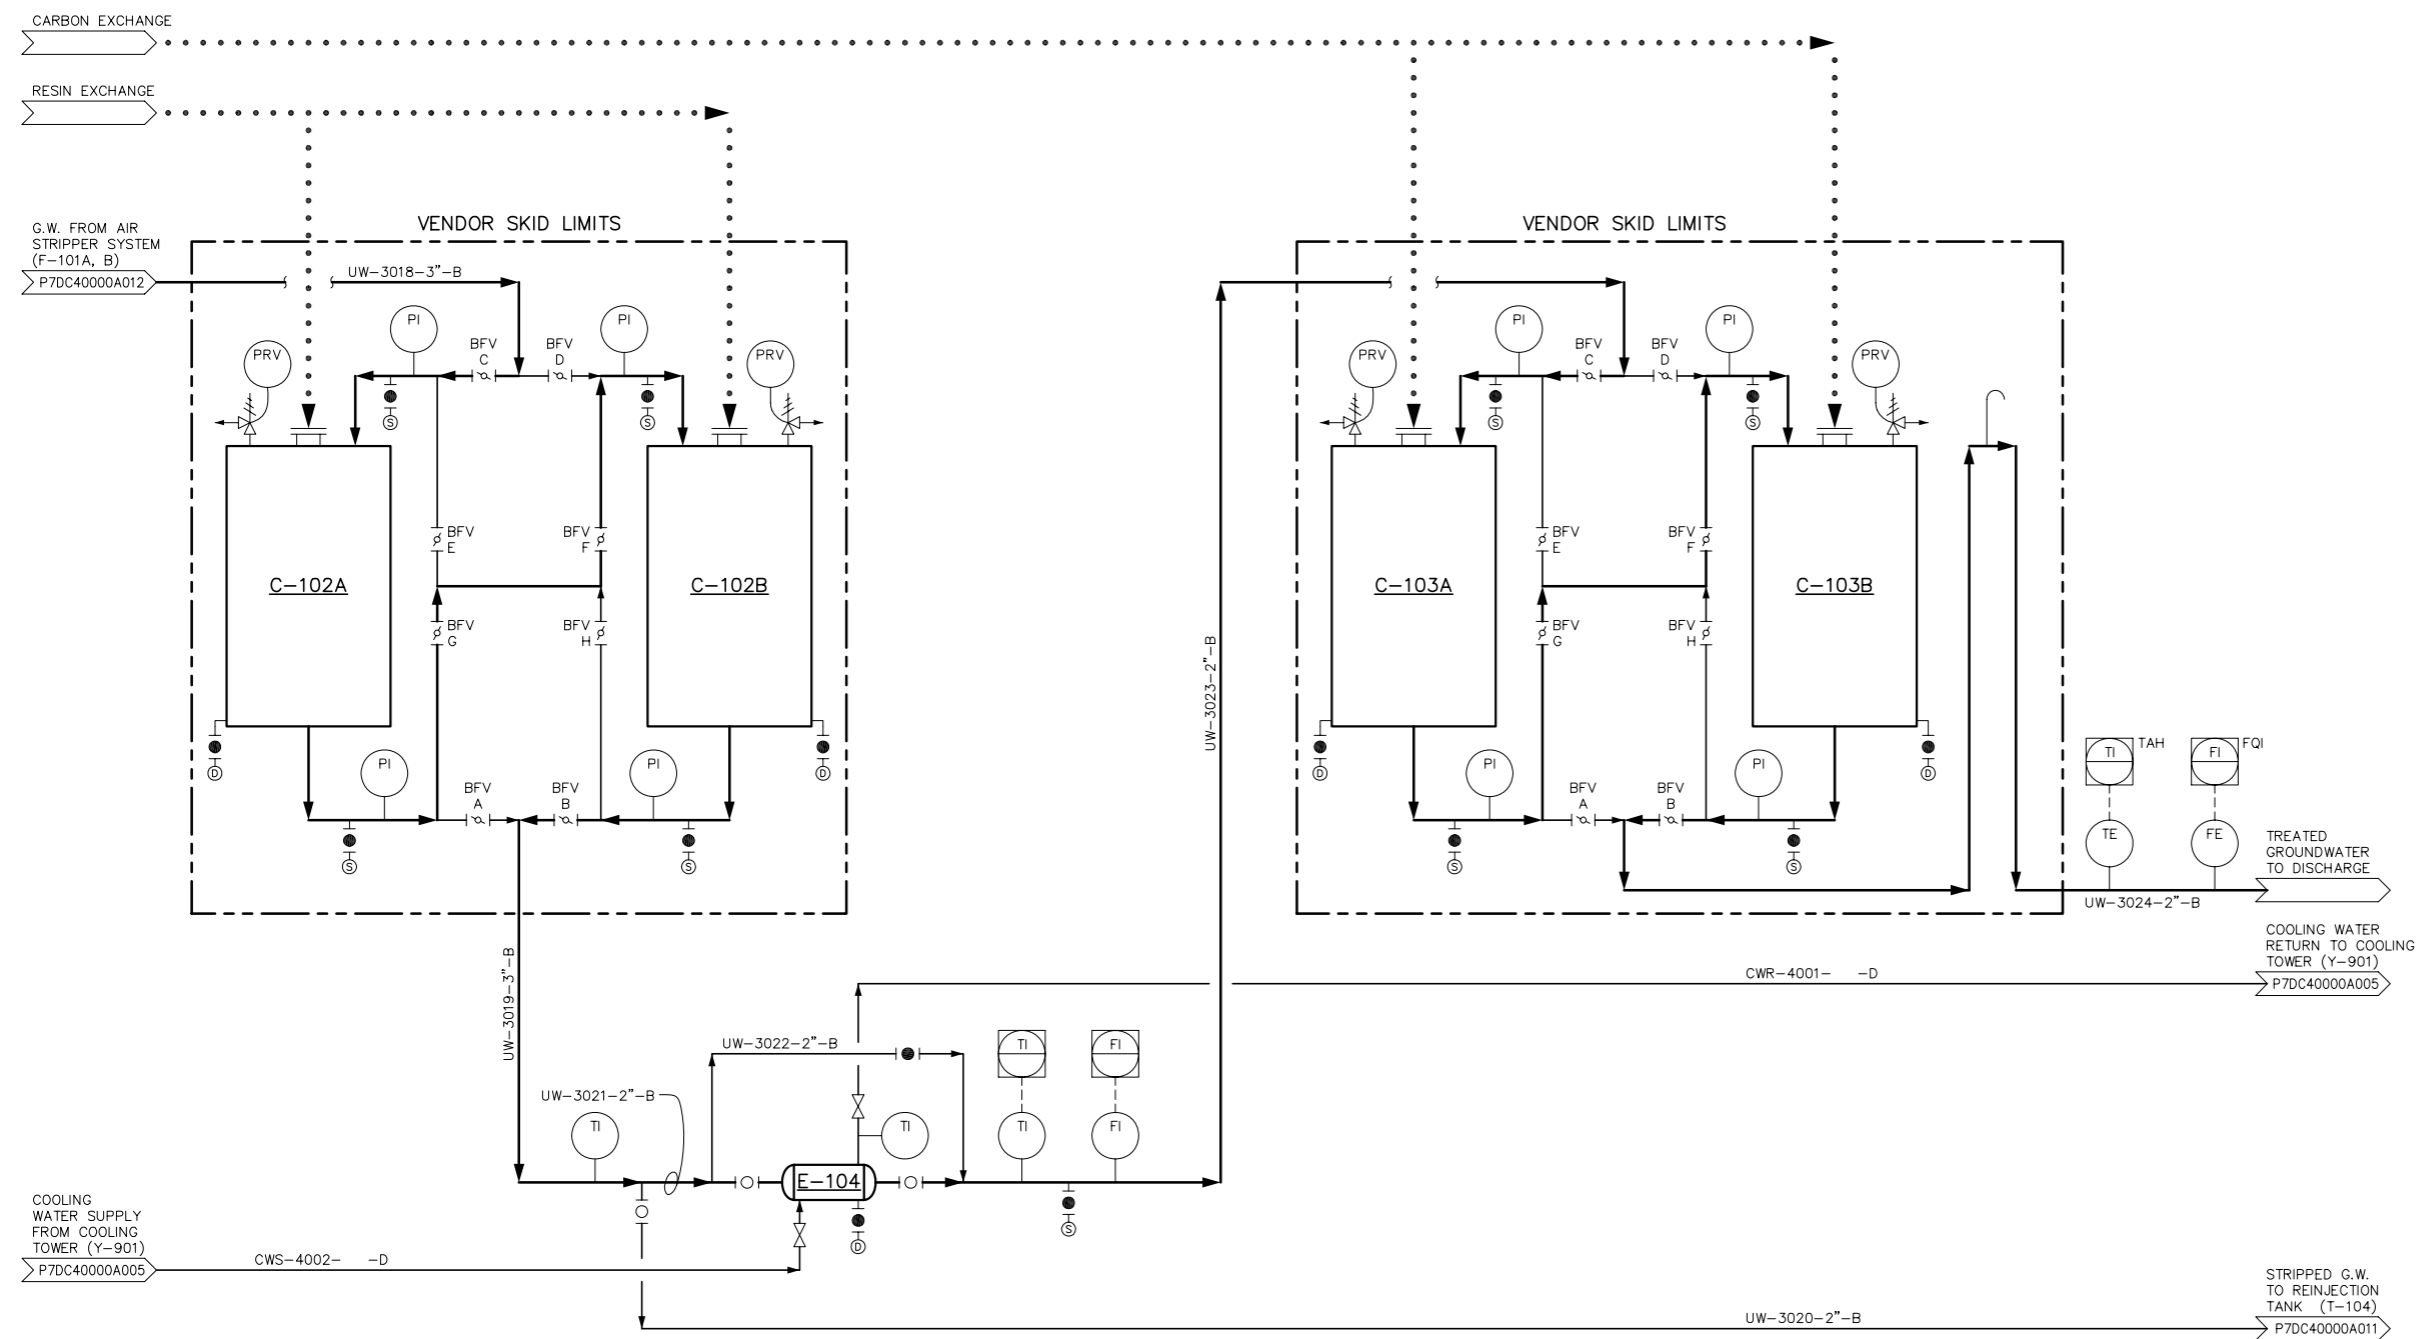 CARBON EXCHANGE
RESIN EXCHANGE
G.W. FROM AIR
STRIPPER SYSTEM
(F-101A, B)
P7DC40000A012
VENDOR SKID LIMITS
UW-3018-3"-B
PRV
PI
BFV
C
BFV
D
PI
PRV
S
S
BFV
E
BFV
F
C-102A
C-102B
BFV
G
BFV
H
D
D
PI
BFV
A
BFV
B
PI
S
S
VENDOR SKID LIMITS
PRV
PI
BFV
C
BFV
D
PI
PRV
S
S
BFV
E
BFV
F
C-103A
C-103B
BFV
G
BFV
H
D
D
PI
BFV
A
BFV
B
PI
S
S
UW-3023-2"-B
TI
TAH
FI
FQI
TE
FE
TREATED
GROUNDWATER
TO DISCHARGE
UW-3024-2"-B
COOLING WATER
RETURN TO COOLING
TOWER (Y-901)
P7DC40000A005
CWR-4001- -D
UW-3019-3"-B
UW-3022-2"-B
UW-3021-2"-B
TI
FI
TI
TI
TI
FI
E-104
D
S
COOLING
WATER SUPPLY
FROM COOLING
TOWER (Y-901)
P7DC40000A005
CWS-4002- -D
STRIPPED G.W.
TO REINJECTION
TANK (T-104)
P7DC40000A011
UW-3020-2"-B